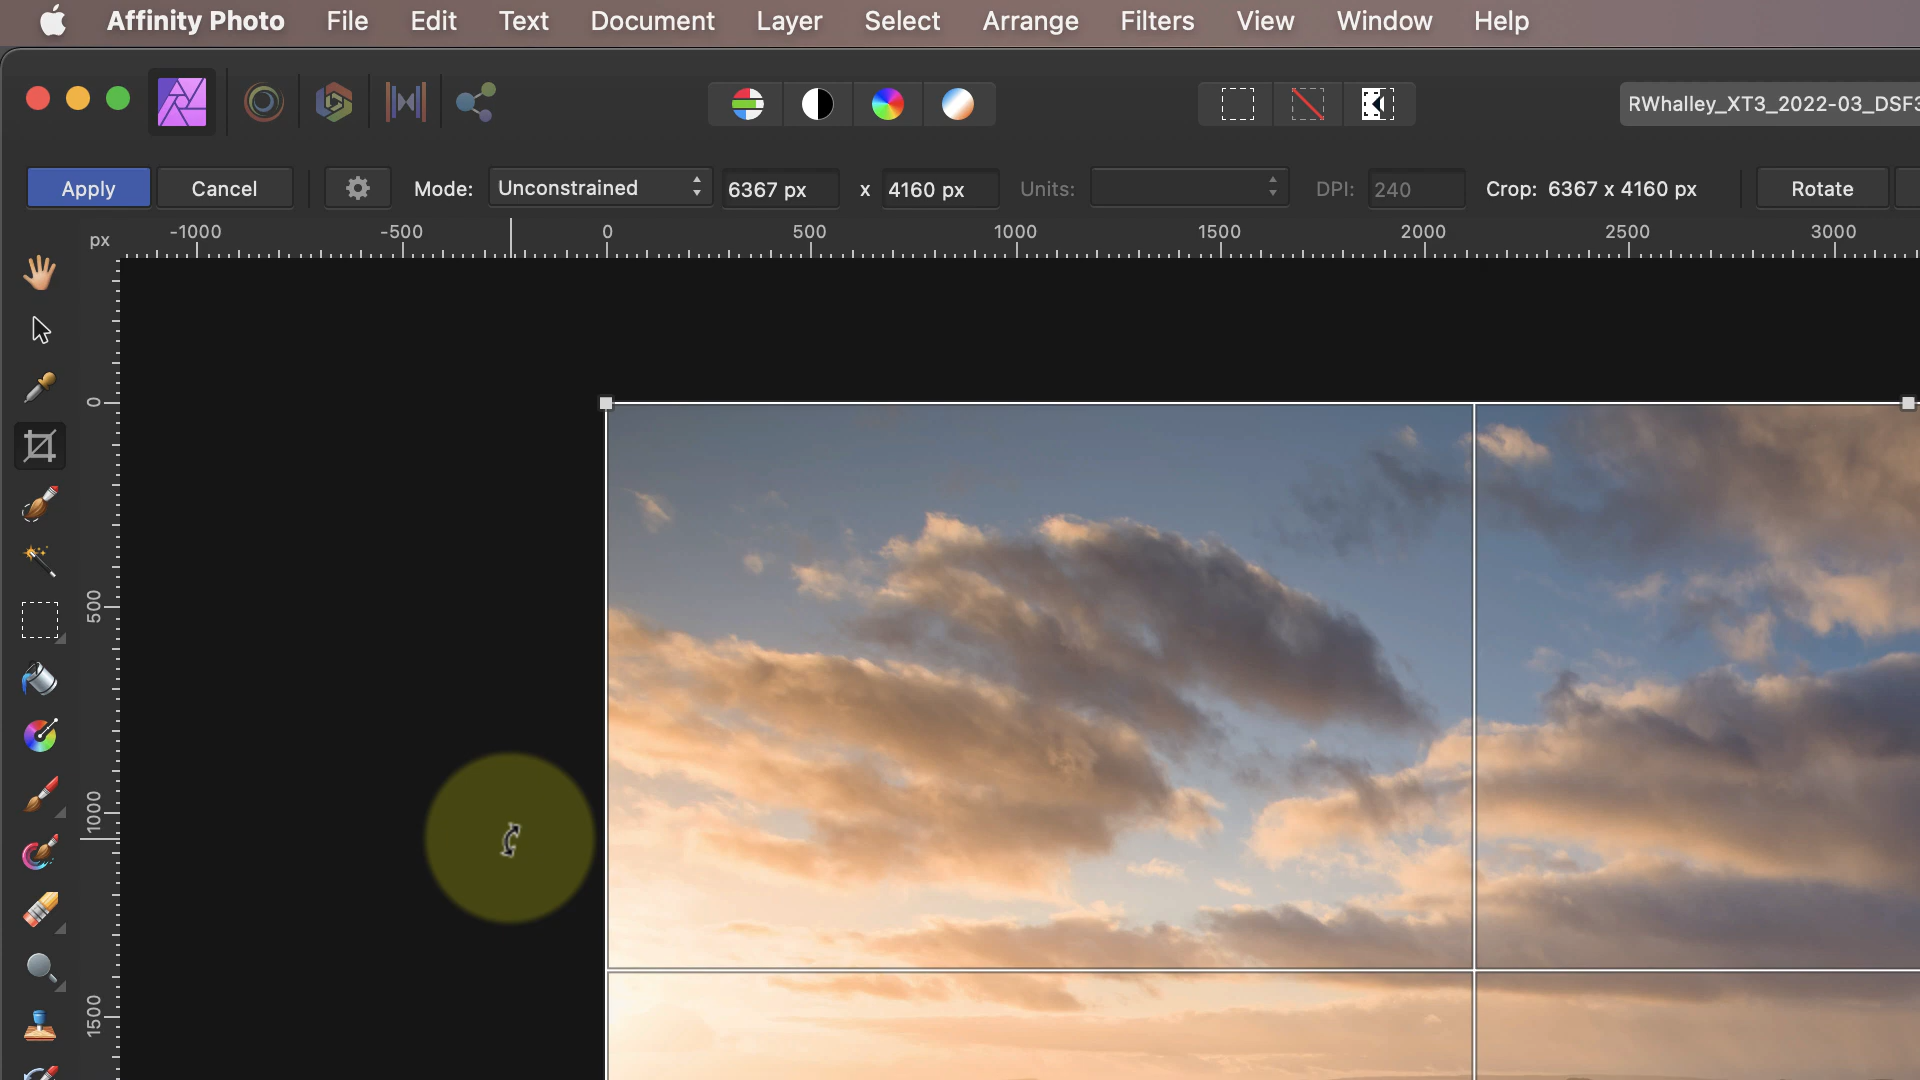 Affinity Photo File Edit Text Document Layer Select Arrange Filters View Window Help
RWhalley_XT3_2022-03_DSF3
Apply Cancel Mode: Unconstrained 6367 px x 4160 px Units: DPI: 240 Crop: 6367 x 4160 px Rotate
px -1000 -500 0 500 1000 1500 2000 2500 3000
0
500
1000
1500